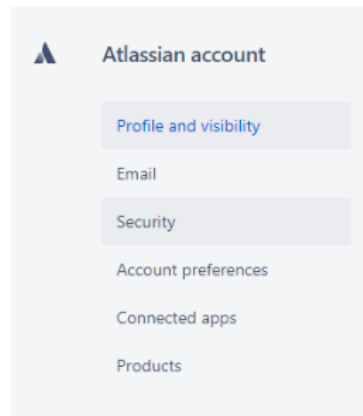 Atlassian account
Profile and visibility
Email
Security
Account preferences
Connected apps
Products